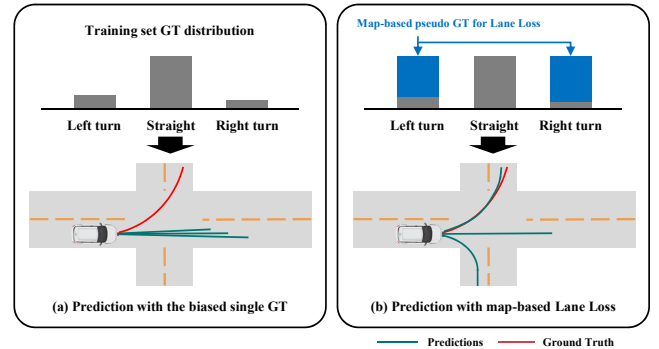 Training set GT distribution
Left turn Straight Right turn
(a) Prediction with the biased single GT
Map-based pseudo GT for Lane Loss
Left turn Straight Right turn
(b) Prediction with map-based Lane Loss
Predictions Ground Truth